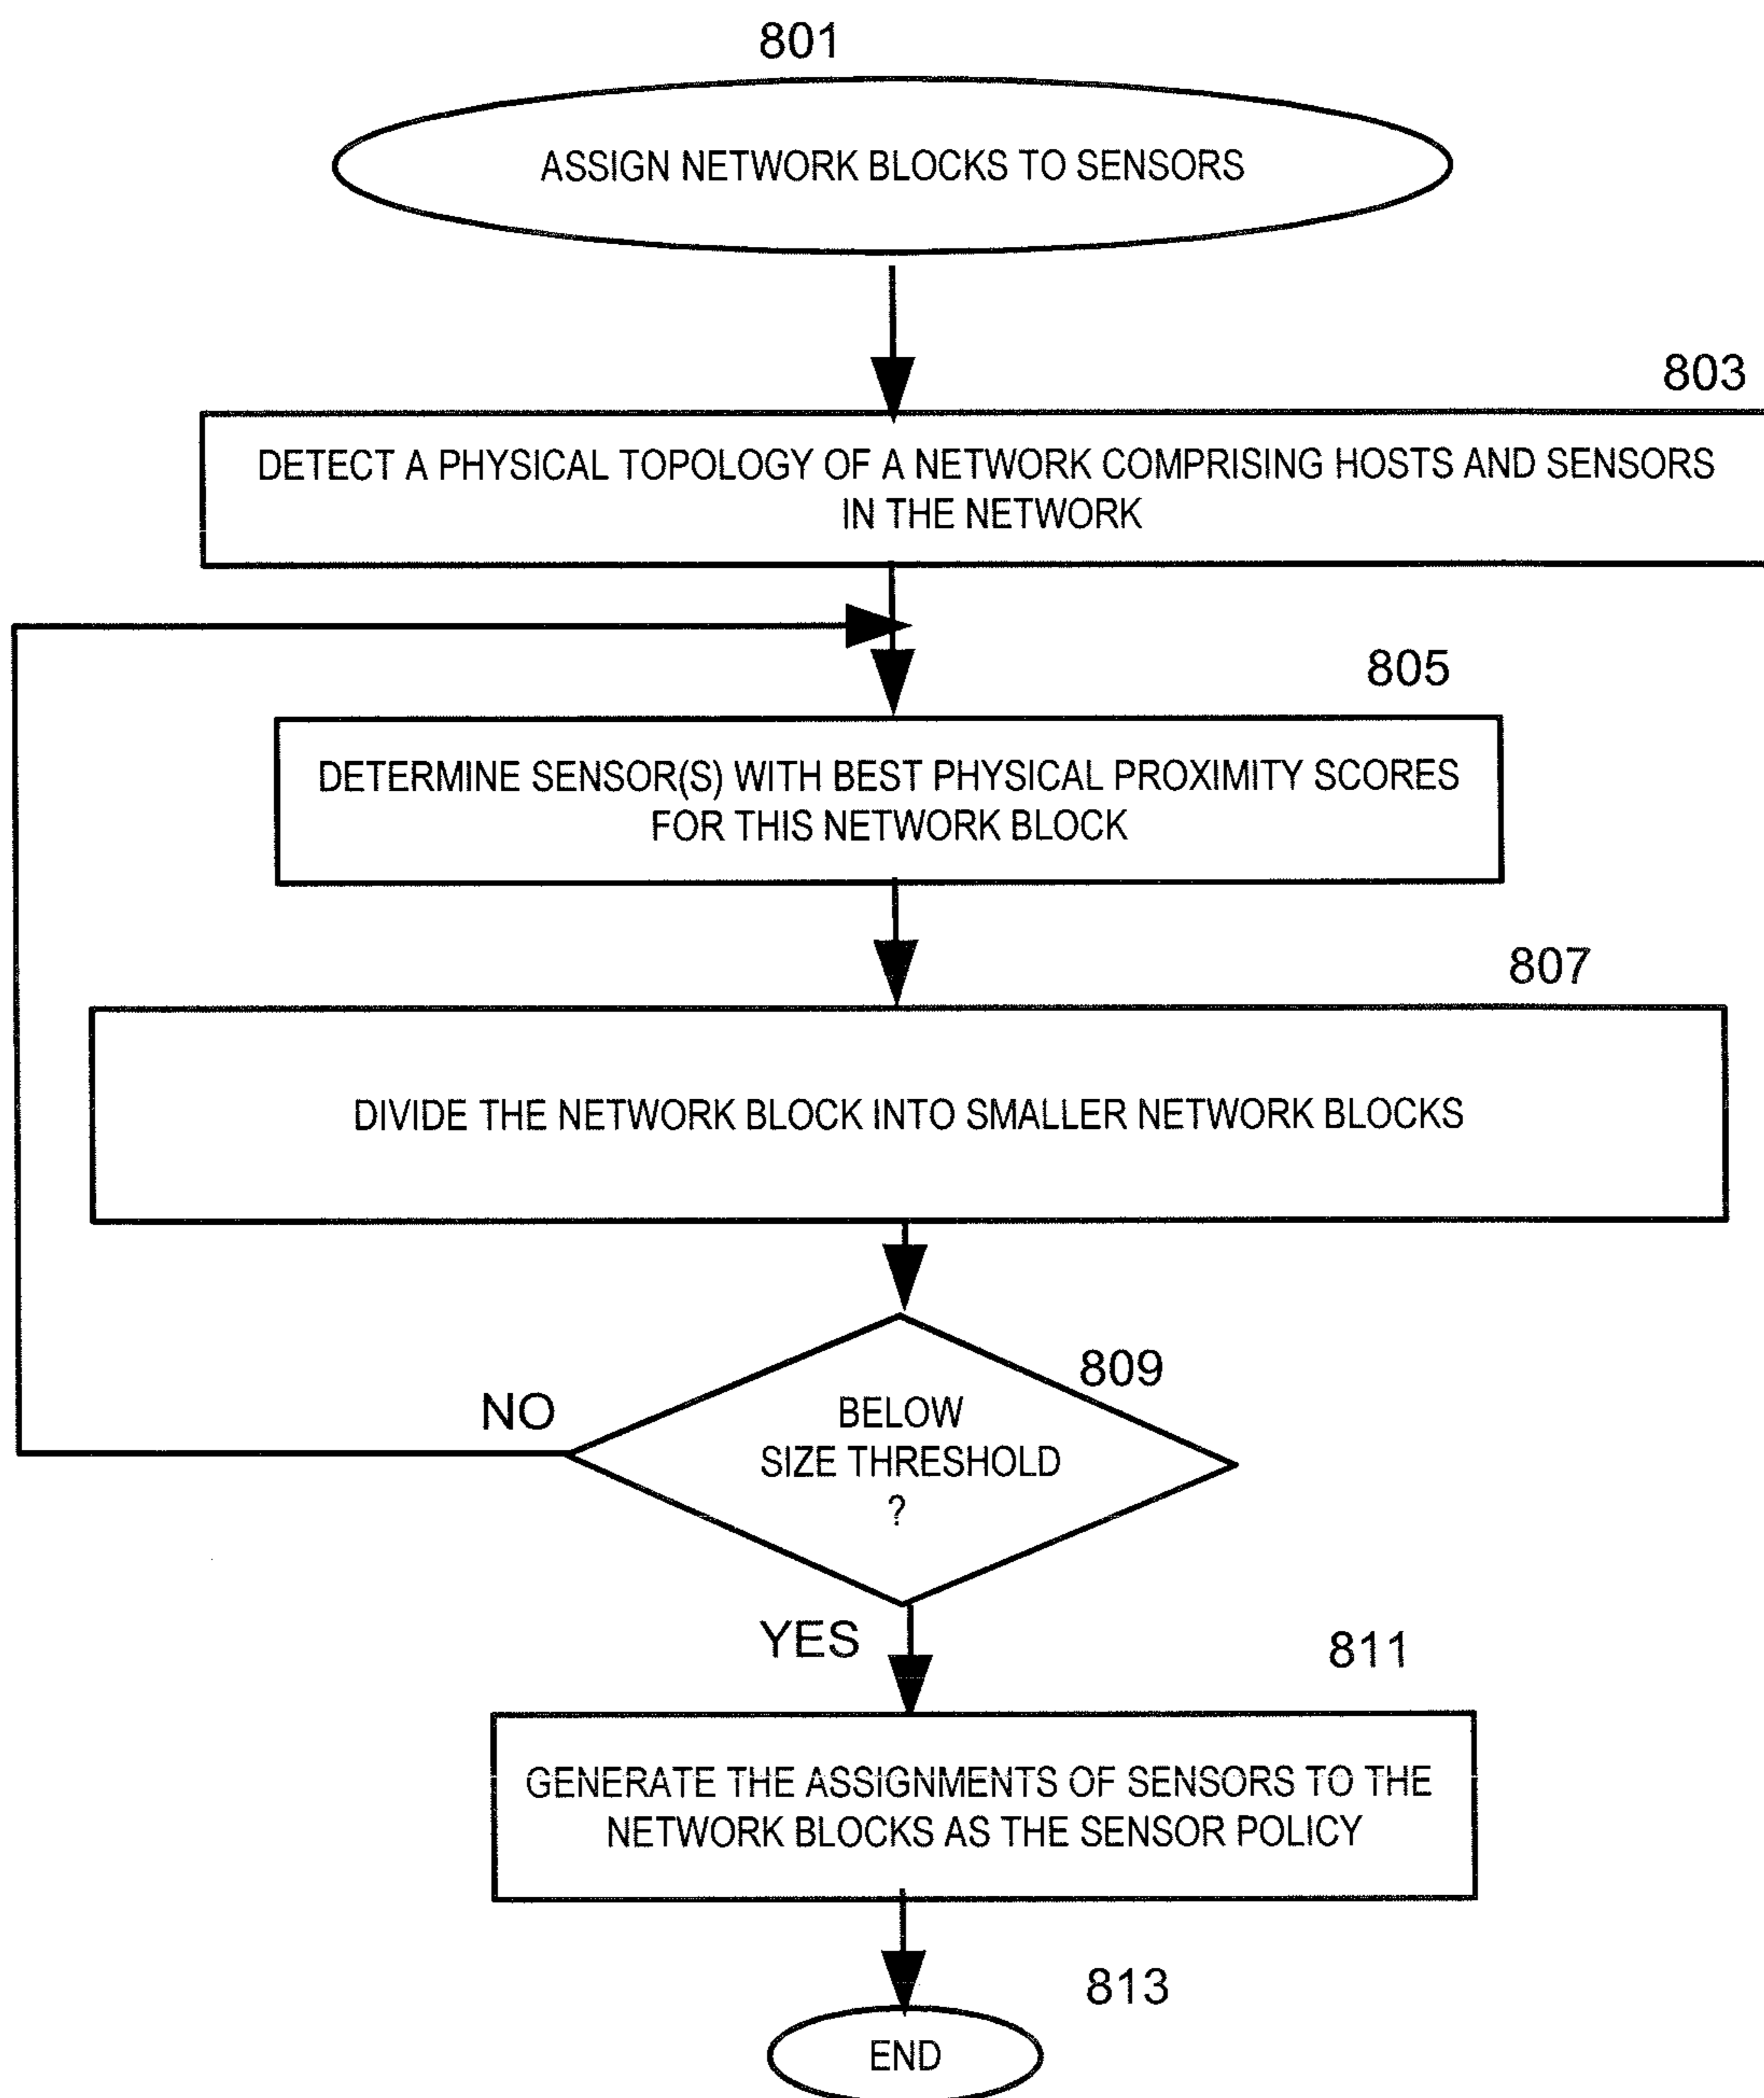 801
ASSIGN NETWORK BLOCKS TO SENSORS
803
DETECT A PHYSICAL TOPOLOGY OF A NETWORK COMPRISING HOSTS AND SENSORS
IN THE NETWORK
805
DETERMINE SENSOR(S) WITH BEST PHYSICAL PROXIMITY SCORES
FOR THIS NETWORK BLOCK
807
DIVIDE THE NETWORK BLOCK INTO SMALLER NETWORK BLOCKS
809
NO
BELOW
SIZE THRESHOLD
?
YES
811
GENERATE THE ASSIGNMENTS OF SENSORS TO THE
NETWORK BLOCKS AS THE SENSOR POLICY
813
END